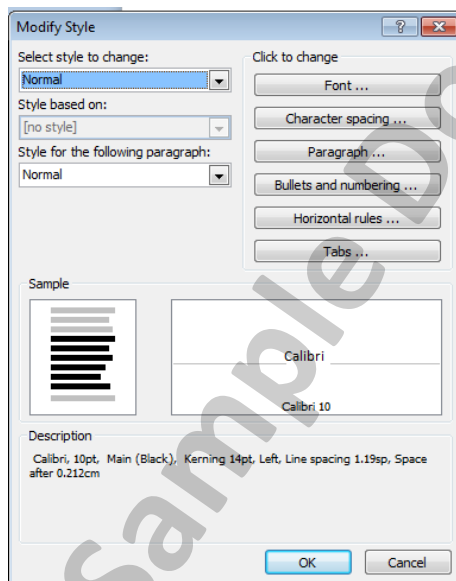 Modify Style
Select style to change:
Normal
Style based on:
[no style]
Style for the following paragraph:
Normal
Click to change
Font ...
Character spacing ...
Paragraph ...
Bullets and numbering ...
Horizontal rules ...
Tabs ...
Sample
Calibri
Calibri 10
Description
Calibri, 10pt, Main (Black), Kerning 14pt, Left, Line spacing 1.19sp, Space
after 0.212cm
OK
Cancel
Sample Do